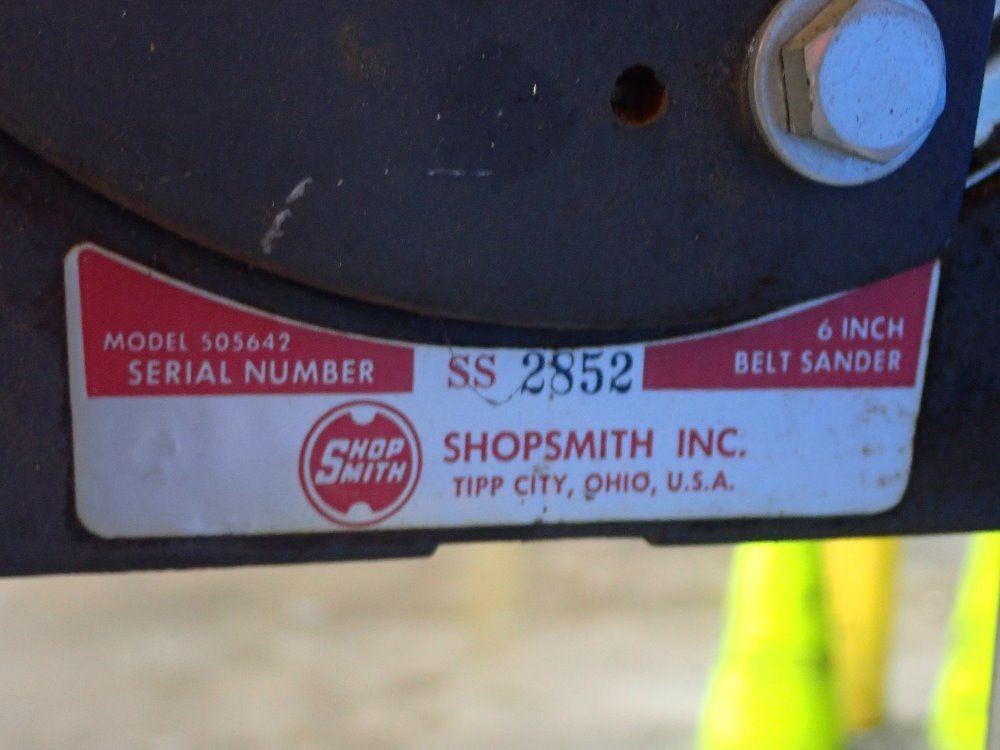 MODEL 505642
SERIAL NUMBER
SS 2852
6 INCH
BELT SANDER
SHOP
SMITH
SHOPSMITH INC.
TIPP CITY, OHIO, U.S.A.